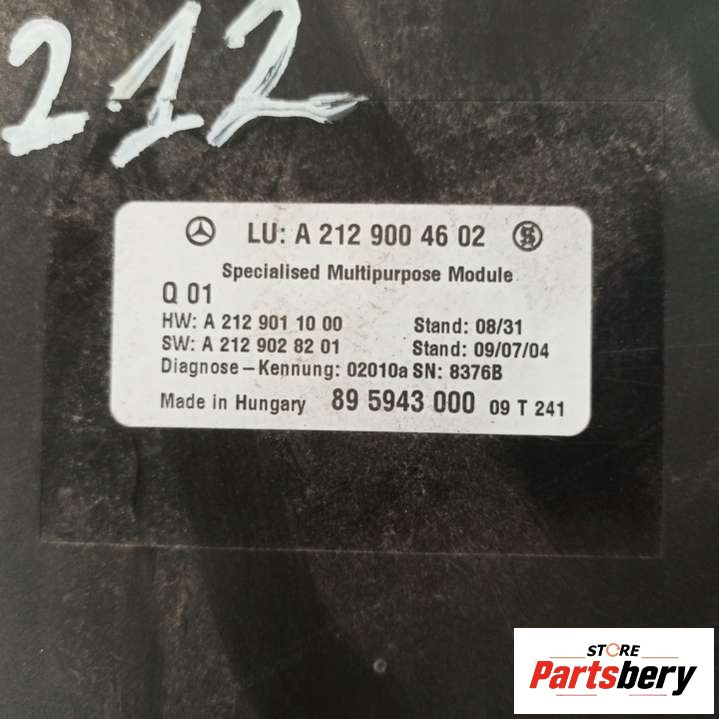 212
LU: A 212 900 46 02
Specialised Multipurpose Module
Q 01
HW: A 212 901 10 00 Stand: 08/31
SW: A 212 902 82 01 Stand: 09/07/04
Diagnose – Kennung: 02010a SN: 8376B
Made in Hungary 89 5943 000 09 T 241
STORE
Partsbery